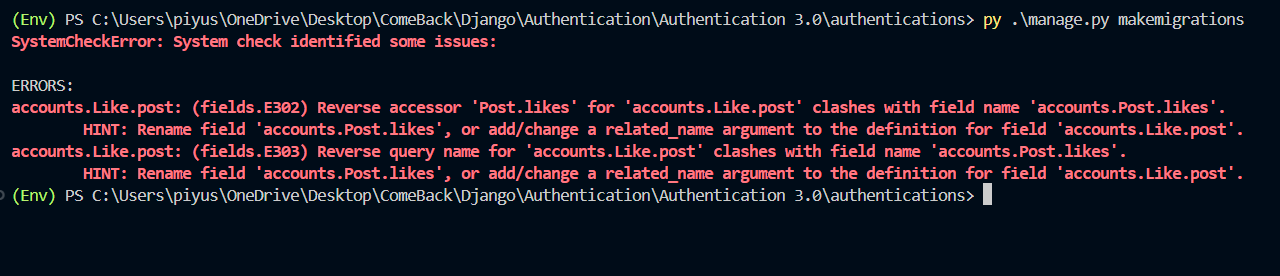 (Env) PS C:\Users\piyus\OneDrive\Desktop\ComeBack\Django\Authentication\Authentication 3.0\authentications> py .\manage.py makemigrations
SystemCheckError: System check identified some issues:
ERRORS:
accounts.Like.post: (fields.E302) Reverse accessor 'Post.likes' for 'accounts.Like.post' clashes with field name 'accounts.Post.likes'.
HINT: Rename field 'accounts.Post.likes', or add/change a related_name argument to the definition for field 'accounts.Like.post'.
accounts.Like.post: (fields.E303) Reverse query name for 'accounts.Like.post' clashes with field name 'accounts.Post.likes'.
HINT: Rename field 'accounts.Post.likes', or add/change a related_name argument to the definition for field 'accounts.Like.post'.
(Env) PS C:\Users\piyus\OneDrive\Desktop\ComeBack\Django\Authentication\Authentication 3.0\authentications>